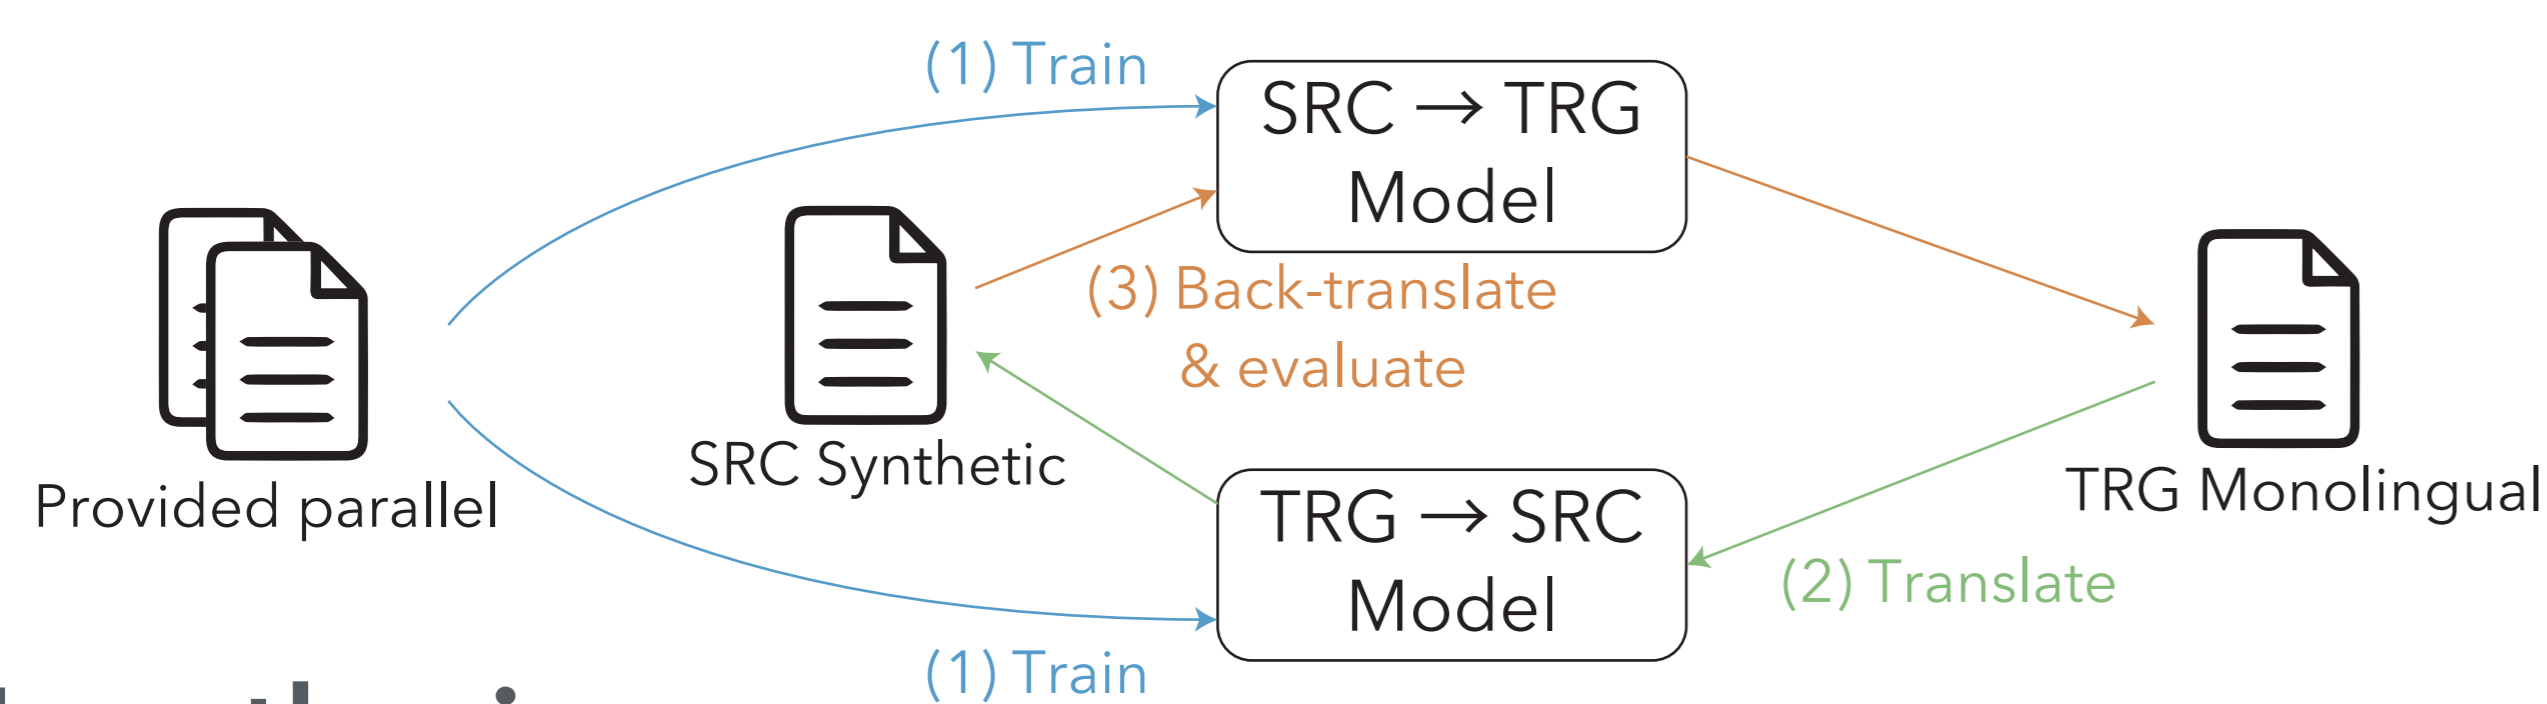 (1) Train
SRC → TRG
Model
(3) Back-translate
& evaluate
SRC Synthetic
Provided parallel
TRG Monolingual
TRG → SRC
Model
(2) Translate
(1) Train